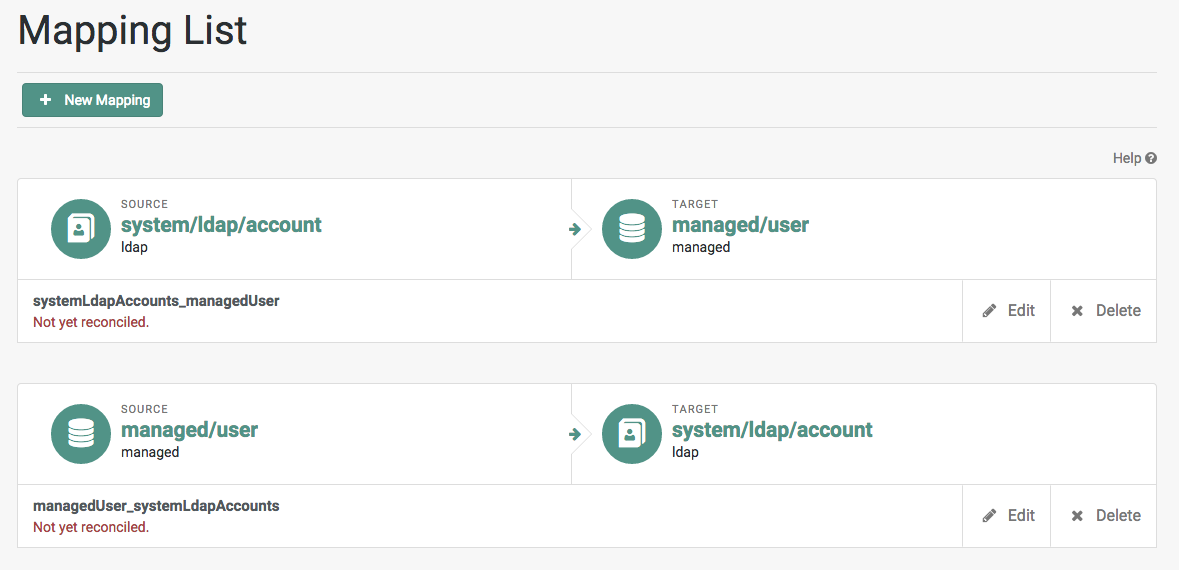 Mapping List
New Mapping
Help
SOURCE
system/ldap/account
ldap
TARGET
managed/user
managed
systemLdapAccounts_managedUser
Not yet reconciled.
Edit
Delete
SOURCE
managed/user
managed
TARGET
system/ldap/account
ldap
managedUser_systemLdapAccounts
Not yet reconciled.
Edit
Delete